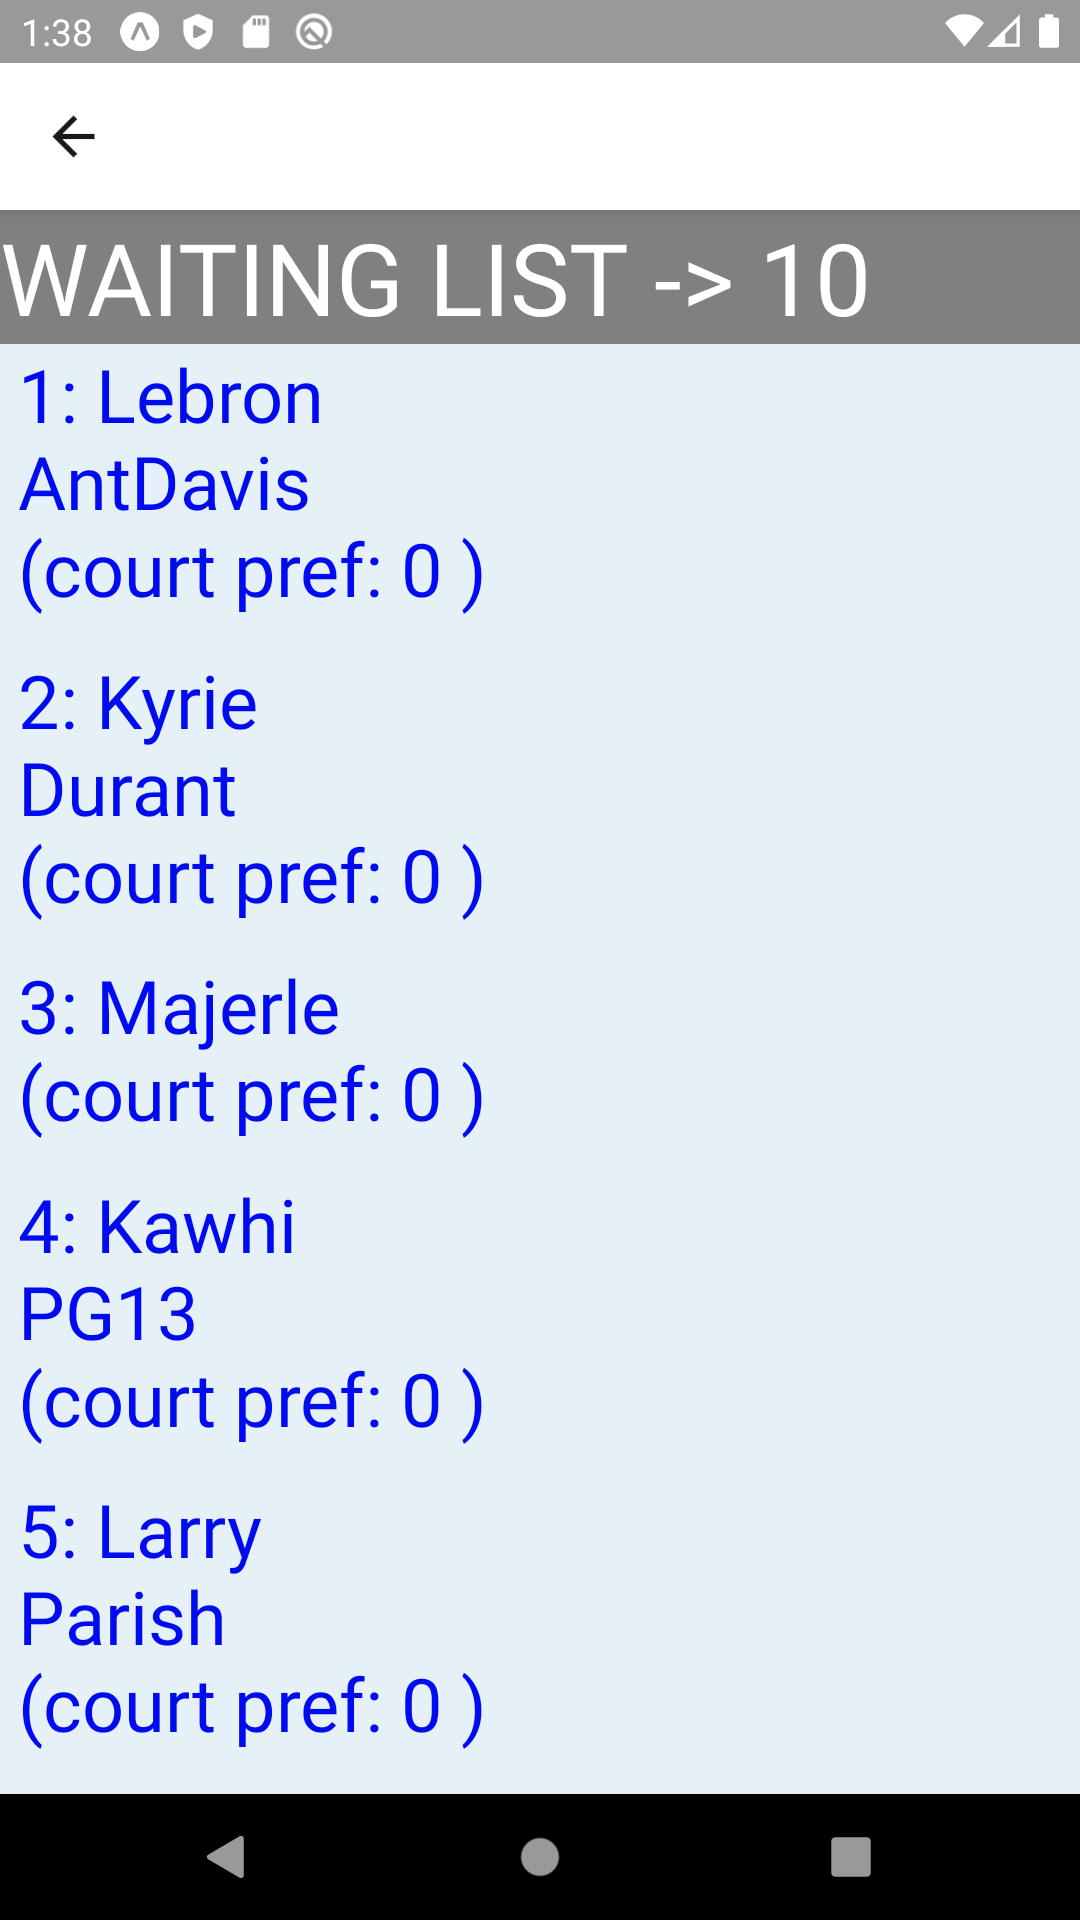 1:38
WAITING LIST -> 10
1: Lebron
AntDavis
(court pref: 0 )
2: Kyrie
Durant
(court pref: 0 )
3: Majerle
(court pref: 0 )
4: Kawhi
PG13
(court pref: 0 )
5: Larry
Parish
(court pref: 0 )